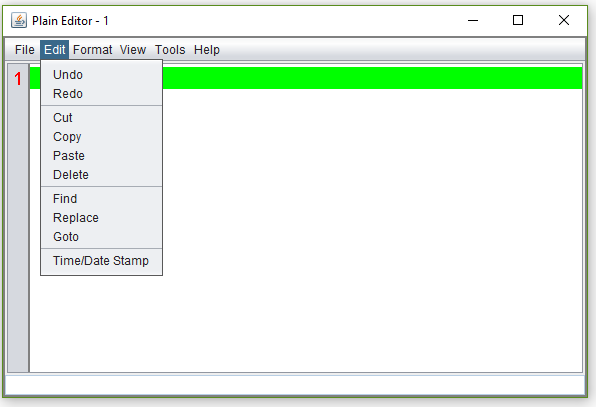 Plain Editor - 1
File Edit Format View Tools Help
1
Undo
Redo
Cut
Copy
Paste
Delete
Find
Replace
Goto
Time/Date Stamp